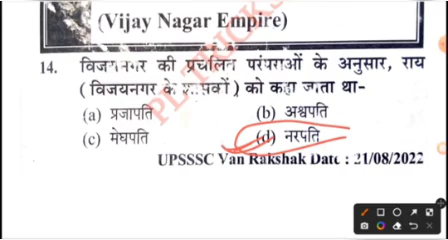 (Vijay Nagar Empire)
14. विजयनगर की प्रचलित परंपराओं के अनुसार, राय
(विजयनगर के शासकों) को कहा जाता था-
(a) प्रजापति (b) अश्वपति
(c) मेघपति (d) नरपति
UPSSSC Van Rakshak Date : 21/08/2022